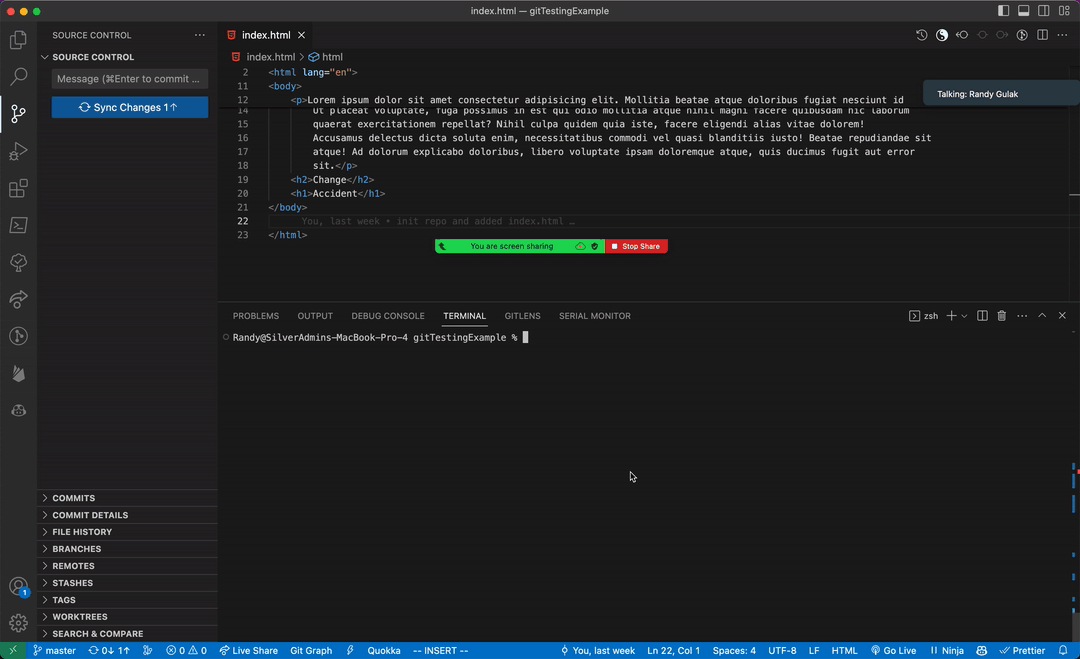 index.html — gitTestingExample
SOURCE CONTROL
SOURCE CONTROL
Message (⌘Enter to commit ...
Sync Changes 1↑
COMMITS
COMMIT DETAILS
FILE HISTORY
BRANCHES
REMOTES
STASHES
TAGS
WORKTREES
SEARCH & COMPARE
1
index.html
index.html > html
2 <html lang="en">
11 <body>
12 <p>Lorem ipsum dolor sit amet consectetur adipisicing elit. Mollitia beatae atque doloribus fugiat nesciunt id
14 Ut placeat voluptate, fuga possimus in est qui odio mollitia atque nihil magni facere quibusdam hic laborum
15 quaerat exercitationem repellat? Nihil culpa quidem quia iste, facere eligendi alias vitae dolorem!
16 Accusamus delectus dicta soluta enim, necessitatibus commodi vel quasi blanditiis iusto! Beatae repudiandae sit
17 atque! Ad dolorum explicabo doloribus, libero voluptate ipsam doloremque atque, quis ducimus fugit aut error
18 sit.</p>
19 <h2>Change</h2>
20 <h1>Accident</h1>
21 </body>
22 You, last week • init repo and added index.html …
23 </html>
Talking: Randy Gulak
You are screen sharing
Stop Share
PROBLEMS OUTPUT DEBUG CONSOLE TERMINAL GITLENS SERIAL MONITOR
zsh
Randy@SilverAdmins-MacBook-Pro-4 gitTestingExample %
master 0↓ 1↑ 0 0 Live Share Git Graph Quokka -- INSERT -- You, last week Ln 22, Col 1 Spaces: 4 UTF-8 LF HTML Go Live Ninja Prettier